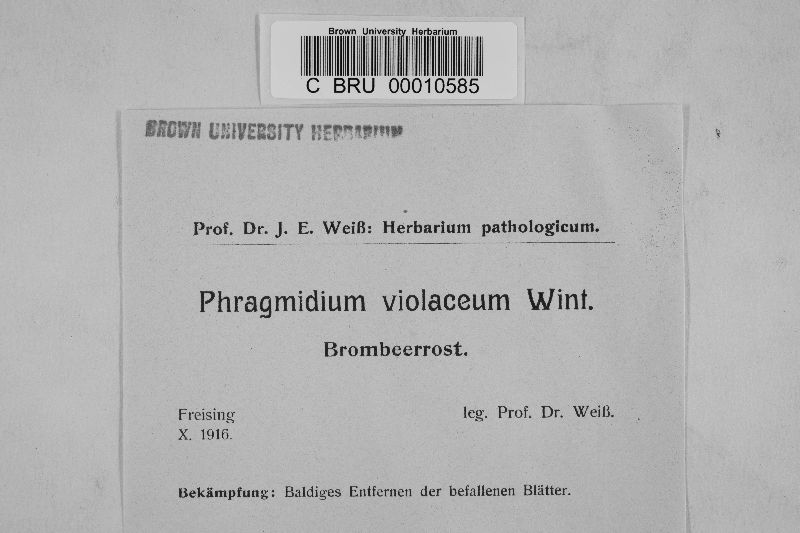 Brown University Herbarium
C BRU 00010585
BROWN UNIVERSITY HERBARIUM
Prof. Dr. J. E. Weiß: Herbarium pathologicum.
Phragmidium violaceum Wint.
Brombeerrost.
Freising
leg. Prof. Dr. Weiß.
X. 1916.
Bekämpfung: Baldiges Entfernen der befallenen Blätter.